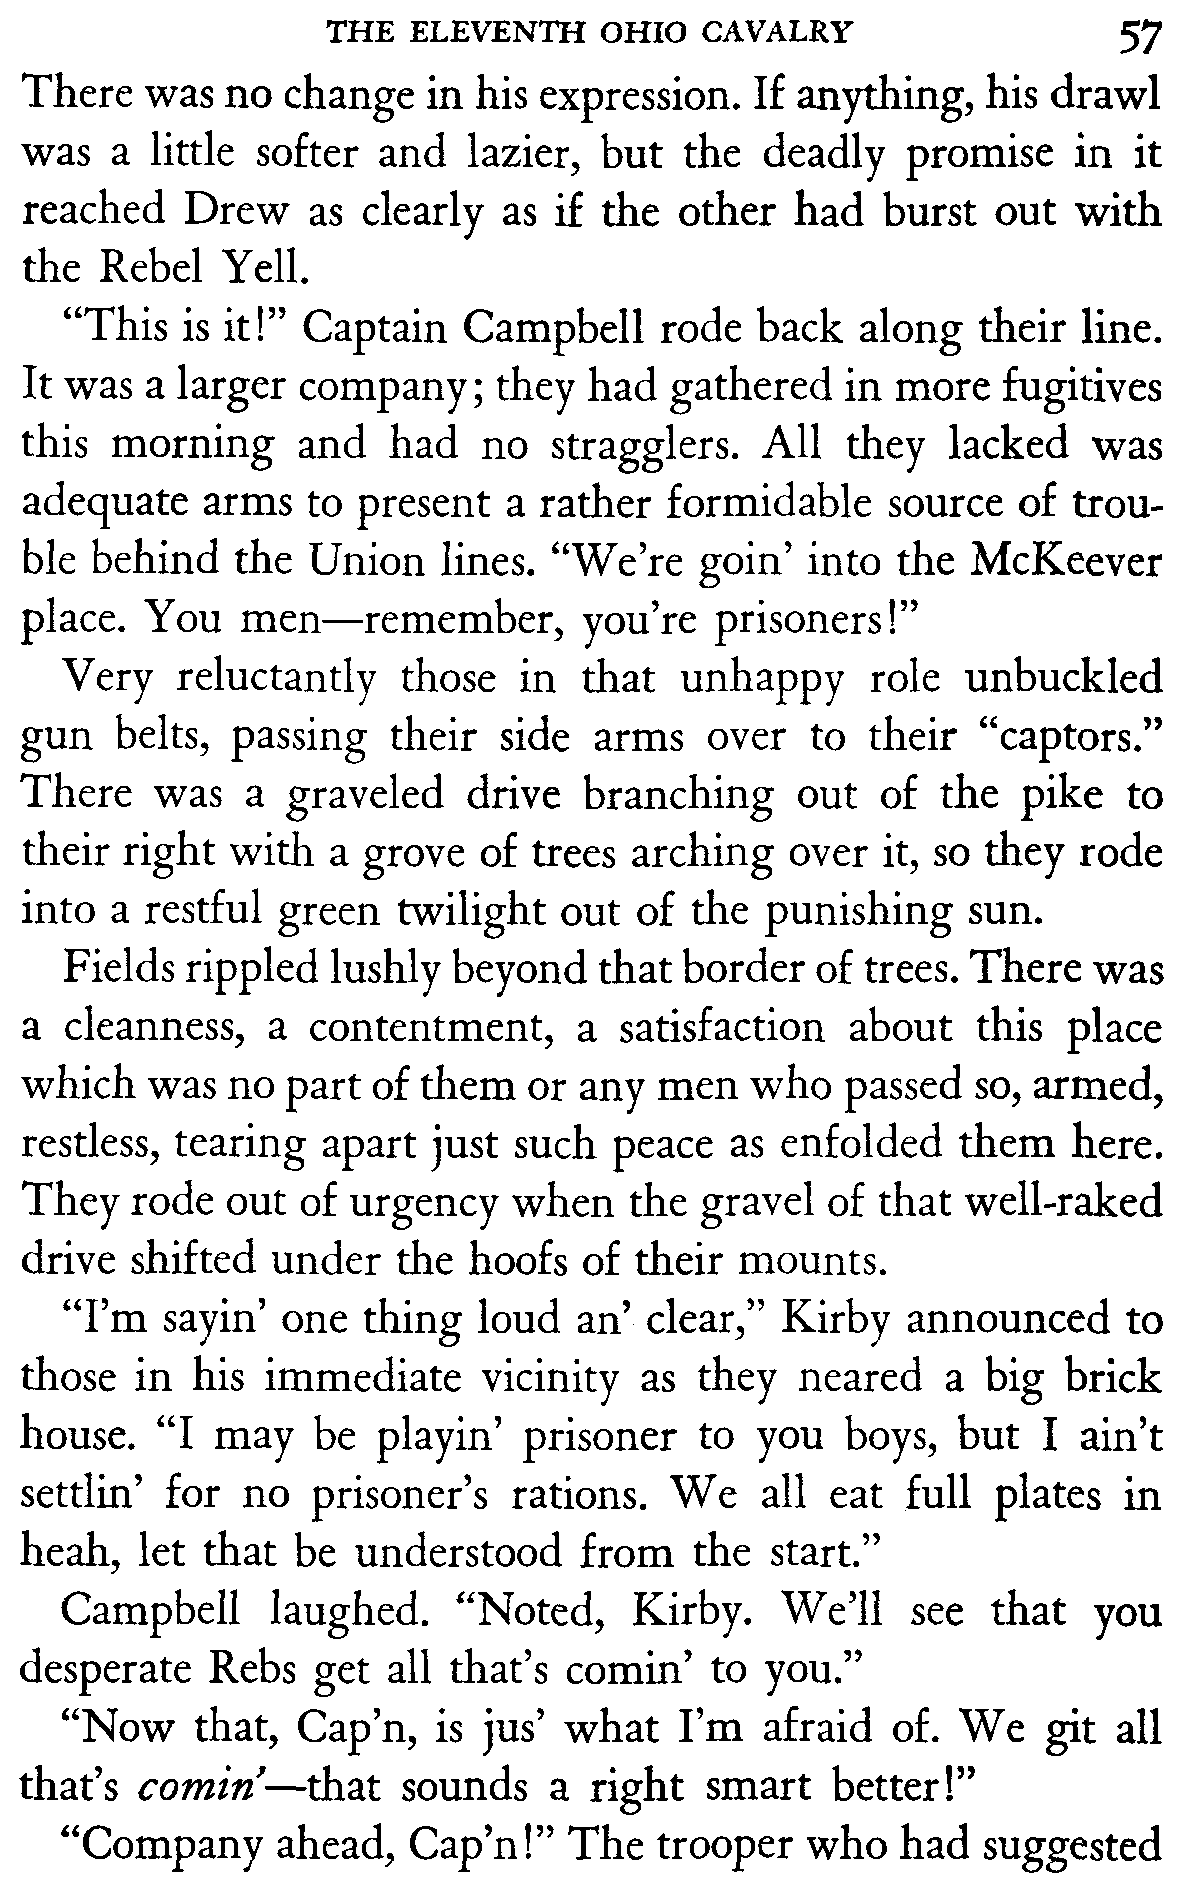 THE ELEVENTH OHIO CAVALRY 57
There was no change in his expression. If anything, his drawl
was a little softer and lazier, but the deadly promise in it
reached Drew as clearly as if the other had burst out with
the Rebel Yell.
“This is it!” Captain Campbell rode back along their line.
It was a larger company; they had gathered in more fugitives
this morning and had no stragglers. All they lacked was
adequate arms to present a rather formidable source of trou-
ble behind the Union lines. “We’re goin’ into the McKeever
place. You men—remember, you’re prisoners!”
Very reluctantly those in that unhappy role unbuckled
gun belts, passing their side arms over to their “captors.”
There was a graveled drive branching out of the pike to
their right with a grove of trees arching over it, so they rode
into a restful green twilight out of the punishing sun.
Fields rippled lushly beyond that border of trees. There was
a cleanness, a contentment, a satisfaction about this place
which was no part of them or any men who passed so, armed,
restless, tearing apart just such peace as enfolded them here.
They rode out of urgency when the gravel of that well-raked
drive shifted under the hoofs of their mounts.
“I’m sayin’ one thing loud an’ clear,” Kirby announced to
those in his immediate vicinity as they neared a big brick
house. “I may be playin’ prisoner to you boys, but I ain’t
settlin’ for no prisoner’s rations. We all eat full plates in
heah, let that be understood from the start.”
Campbell laughed. “Noted, Kirby. We’ll see that you
desperate Rebs get all that’s comin’ to you.”
“Now that, Cap’n, is jus’ what I’m afraid of. We git all
that’s comin’—that sounds a right smart better!”
“Company ahead, Cap’n!” The trooper who had suggested